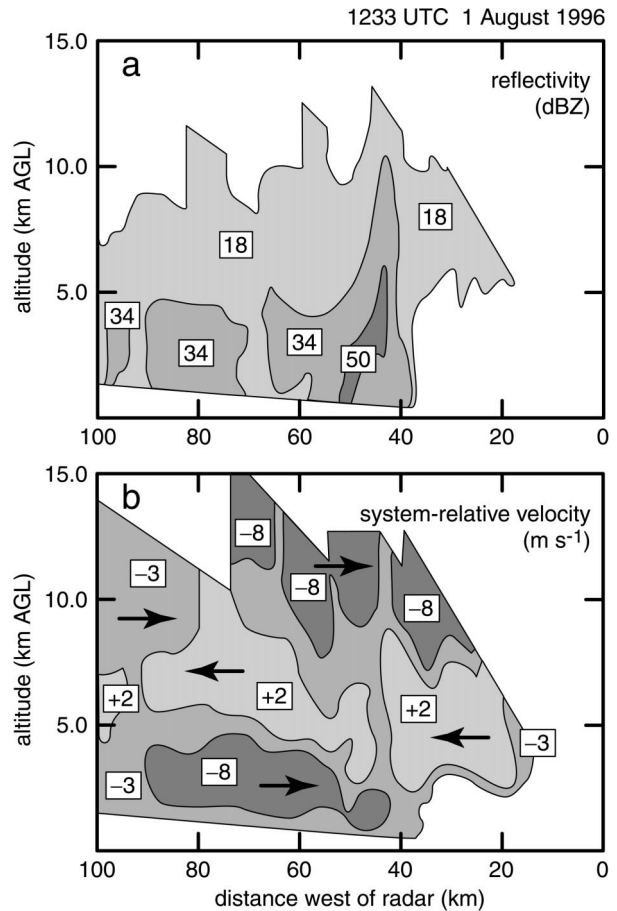 1233 UTC 1 August 1996
15.0
a
reflectivity
(dBZ)
10.0
18
18
altitude (km AGL)
5.0
34
34
34
50
100 80 60 40 20 0
15.0
b
system-relative velocity
(m s-1)
−8
−3
−8
−8
10.0
altitude (km AGL)
+2
+2
+2
5.0
−3
−3
−8
100 80 60 40 20 0
distance west of radar (km)